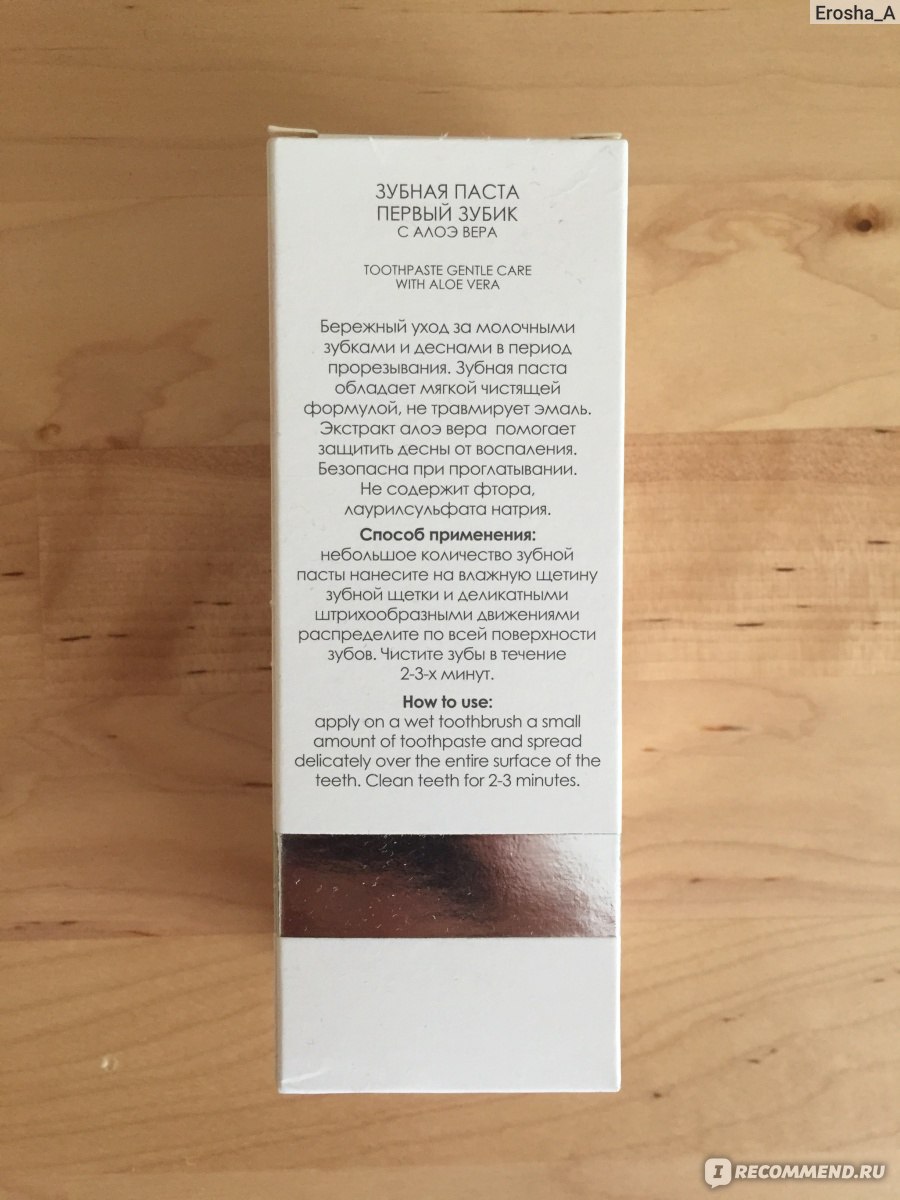 Erosha_A
ЗУБНАЯ ПАСТА
ПЕРВЫЙ ЗУБИК
С АЛОЭ ВЕРА
TOOTHPASTE GENTLE CARE
WITH ALOE VERA
Бережный уход за молочными
зубками и деснами в период
прорезывания. Зубная паста
обладает мягкой чистящей
формулой, не травмирует эмаль.
Экстракт алоэ вера помогает
защитить десны от воспаления.
Безопасна при проглатывании.
Не содержит фтора,
лаурилсульфата натрия.
Способ применения:
небольшое количество зубной
пасты нанесите на влажную щетину
зубной щетки и деликатными
штрихообразными движениями
распределите по всей поверхности
зубов. Чистите зубы в течение
2-3-х минут.
How to use:
apply on a wet toothbrush a small
amount of toothpaste and spread
delicately over the entire surface of the
teeth. Clean teeth for 2-3 minutes.
I RECOMMEND.RU